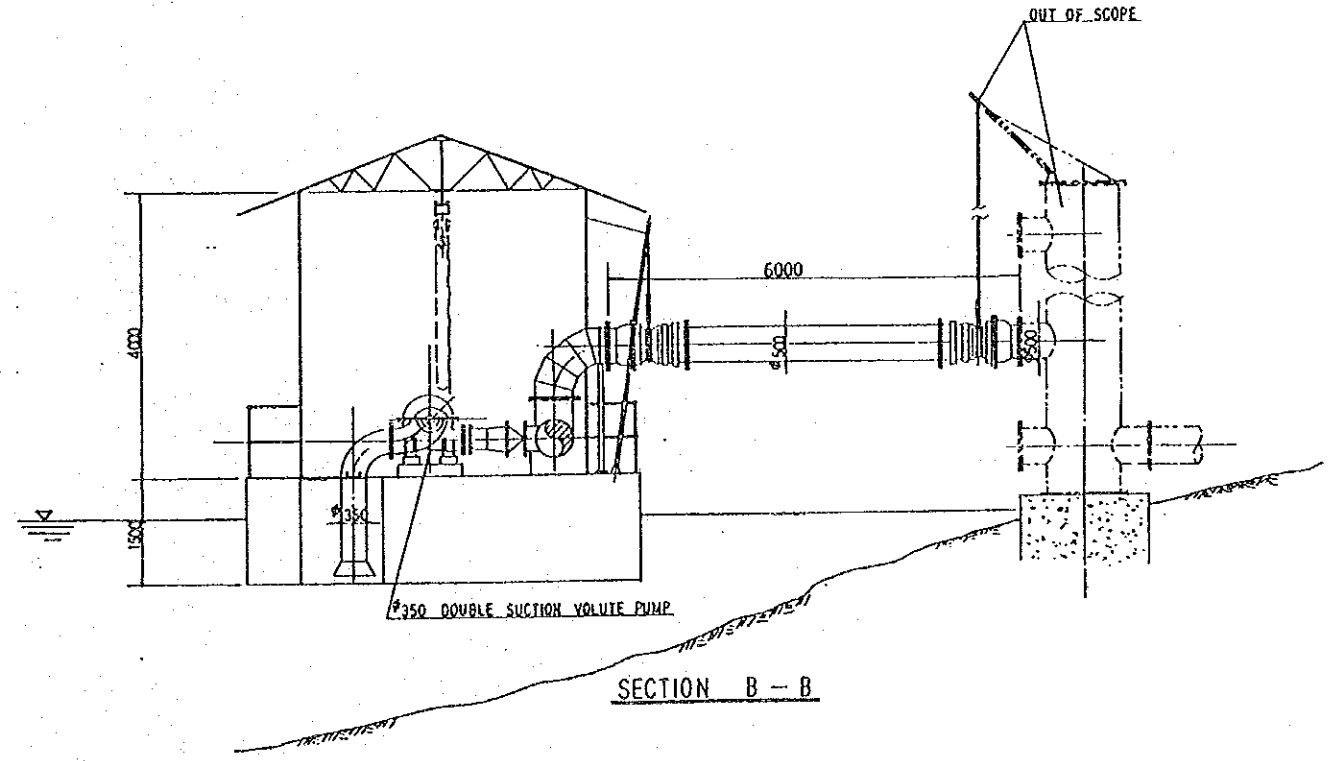 OUT OF SCOPE
6000
4000
φ500
φ500
1500
φ350
φ350 DOUBLE SUCTION VOLUTE PUMP
SECTION B - B